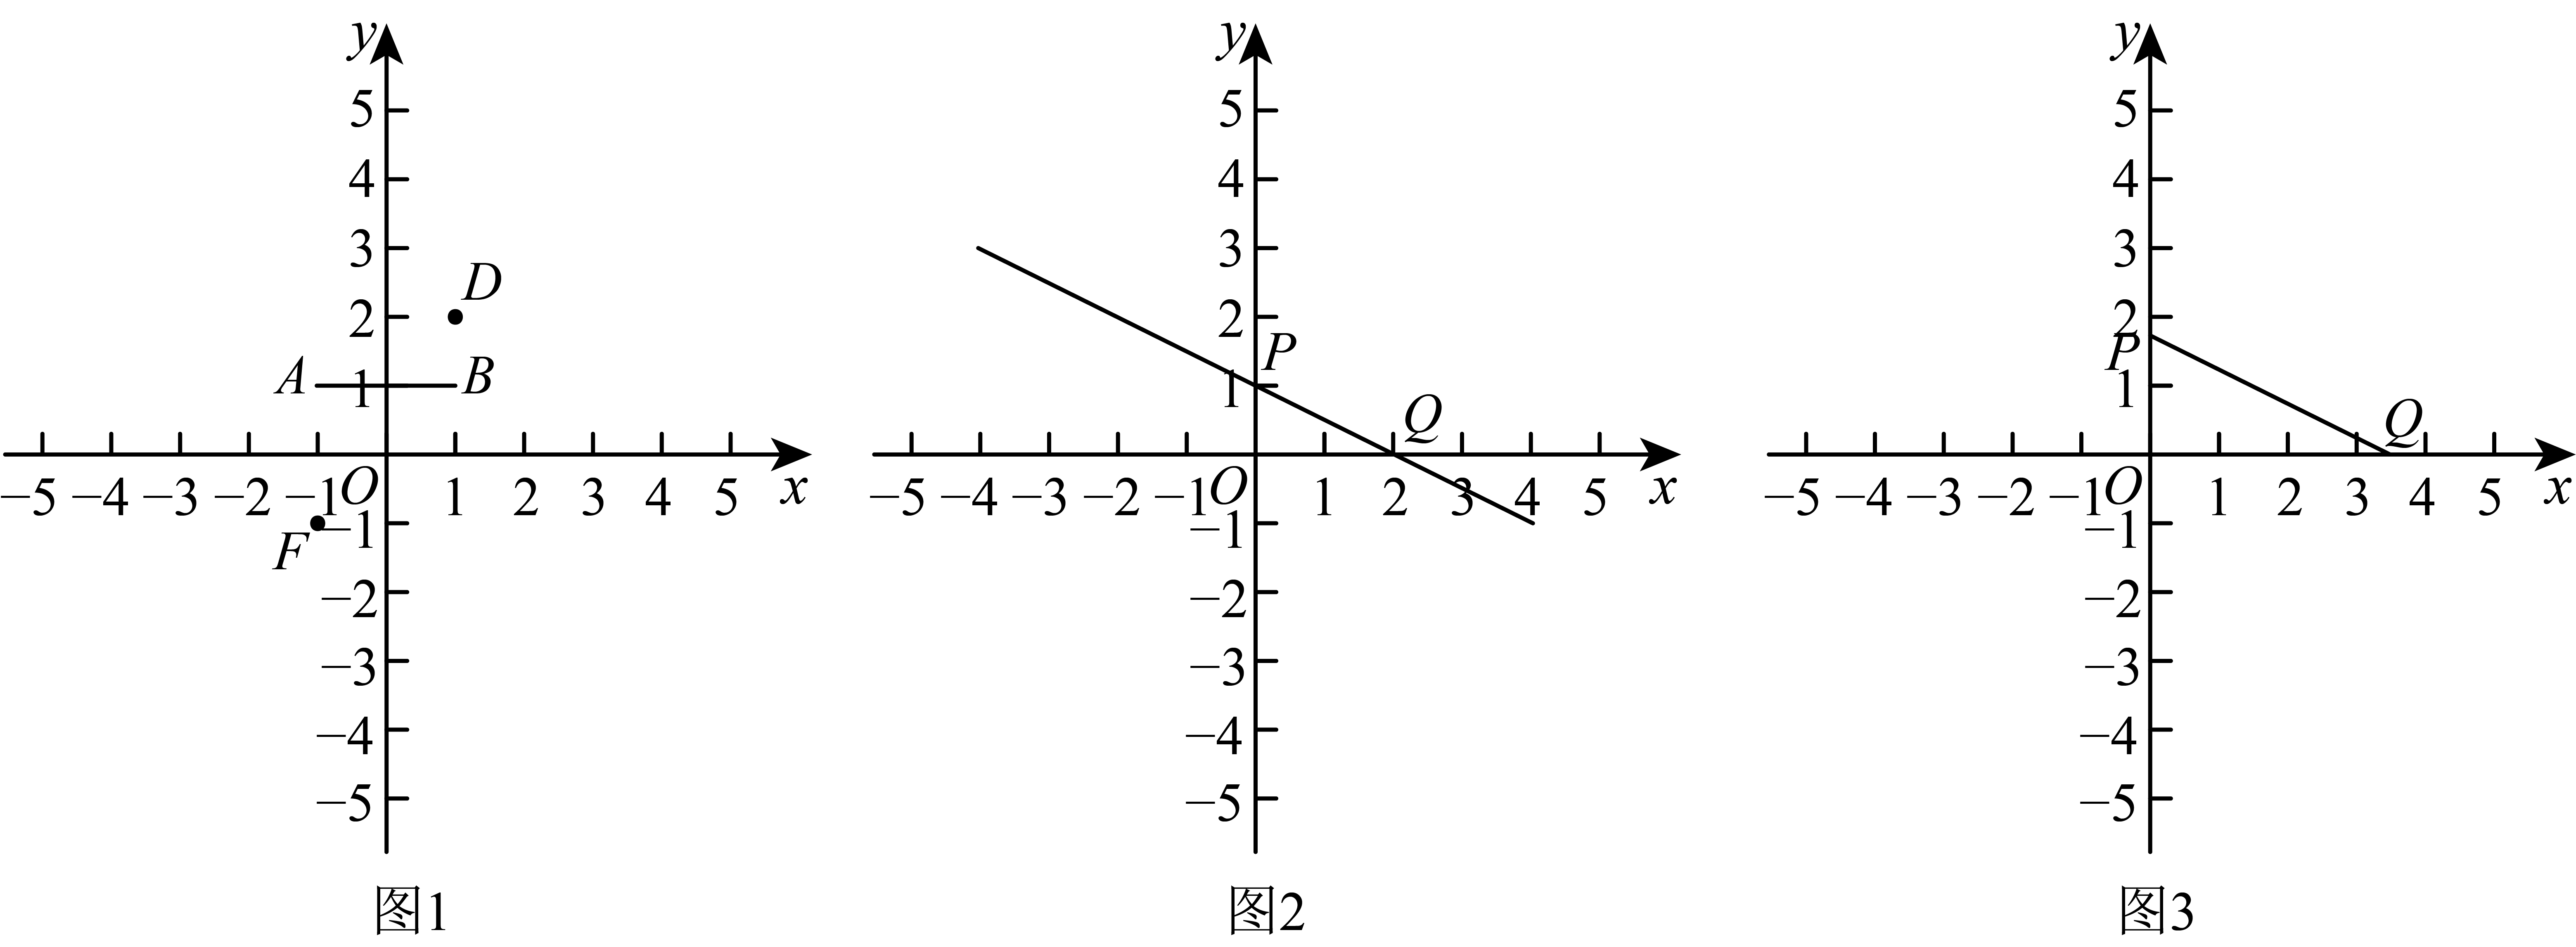 y y y
5 5 5
4 4 4
3 3 3
D
2 2 2
P P
A 1 B 1 1
Q Q
O O O
−5 −4 −3 −2 −1 1 2 3 4 5 x −5 −4 −3 −2 −1 1 2 3 4 5 x −5 −4 −3 −2 −1 1 2 3 4 5 x
−1 −1 −1
F
−2 −2 −2
−3 −3 −3
−4 −4 −4
−5 −5 −5
图1 图2 图3